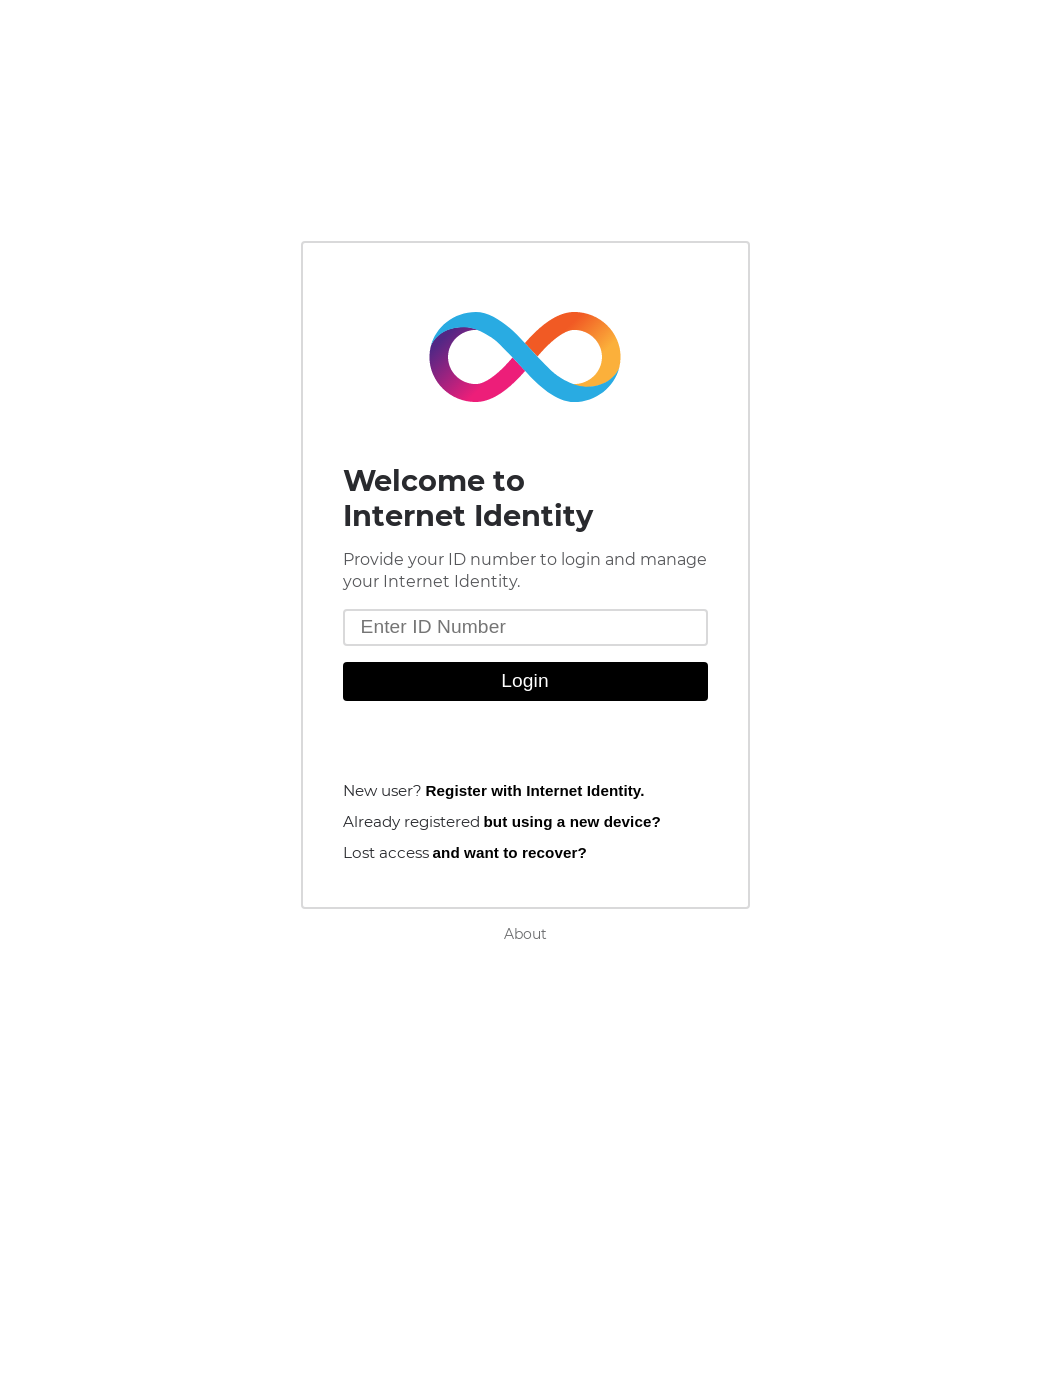 Welcome to
Internet Identity
Provide your ID number to login and manage
your Internet Identity.
Enter ID Number
Login
New user? Register with Internet Identity.
Already registered but using a new device?
Lost access and want to recover?
About